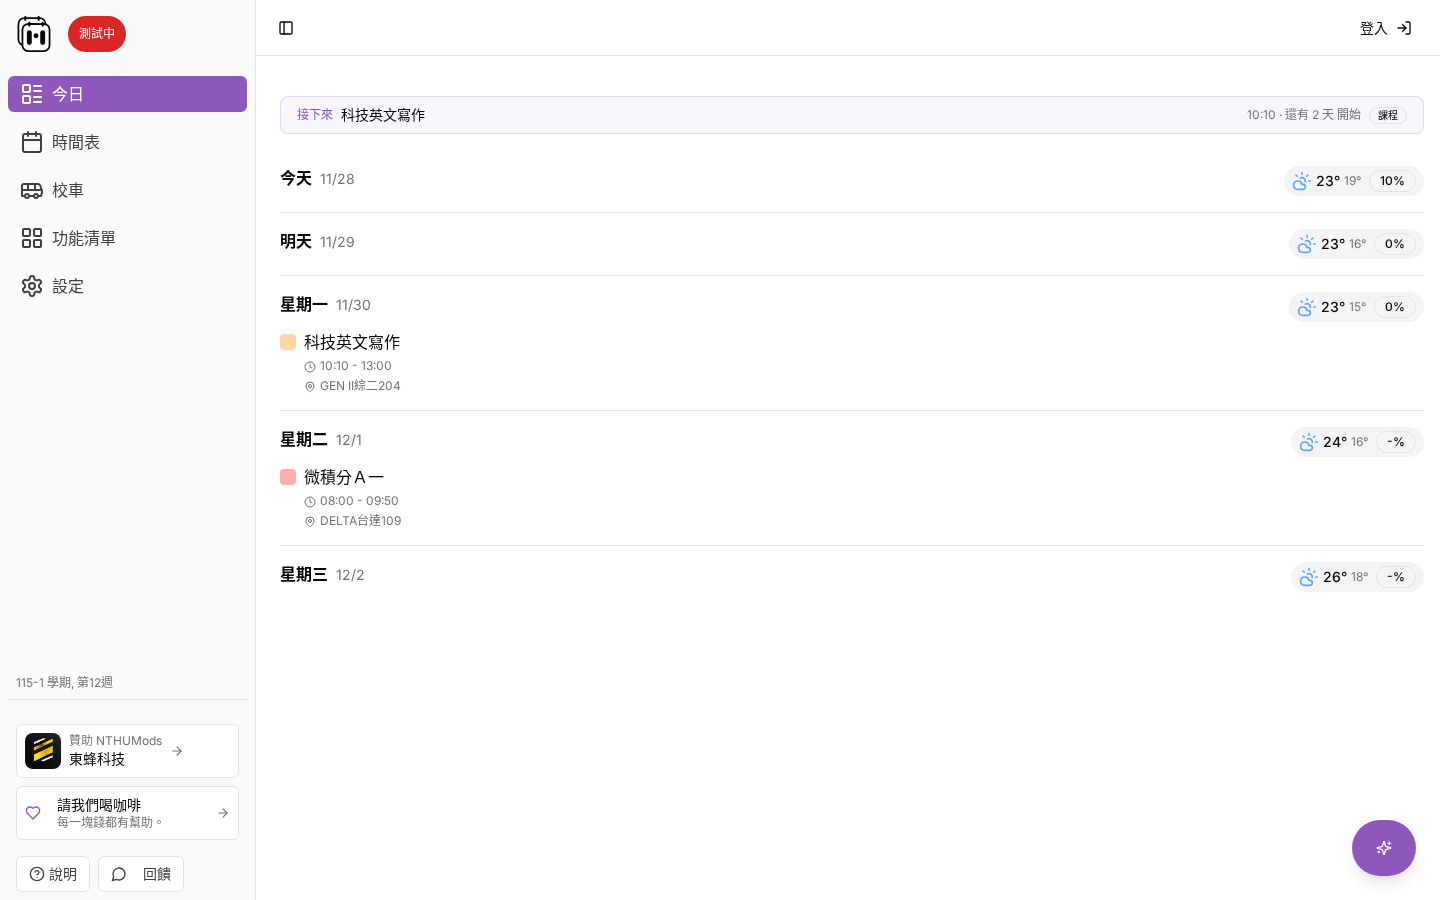 測試中
今日
時間表
校車
功能清單
設定
115-1 學期, 第12週
贊助 NTHUMods
東蜂科技
請我們喝咖啡
每一塊錢都有幫助。
說明
回饋
登入
接下來 科技英文寫作 10:10 · 還有 2 天 開始 課程
今天 11/28 23° 19° 10%
明天 11/29 23° 16° 0%
星期一 11/30 23° 15° 0%
科技英文寫作
10:10 - 13:00
GEN II綜二204
星期二 12/1 24° 16° -%
微積分A一
08:00 - 09:50
DELTA台達109
星期三 12/2 26° 18° -%